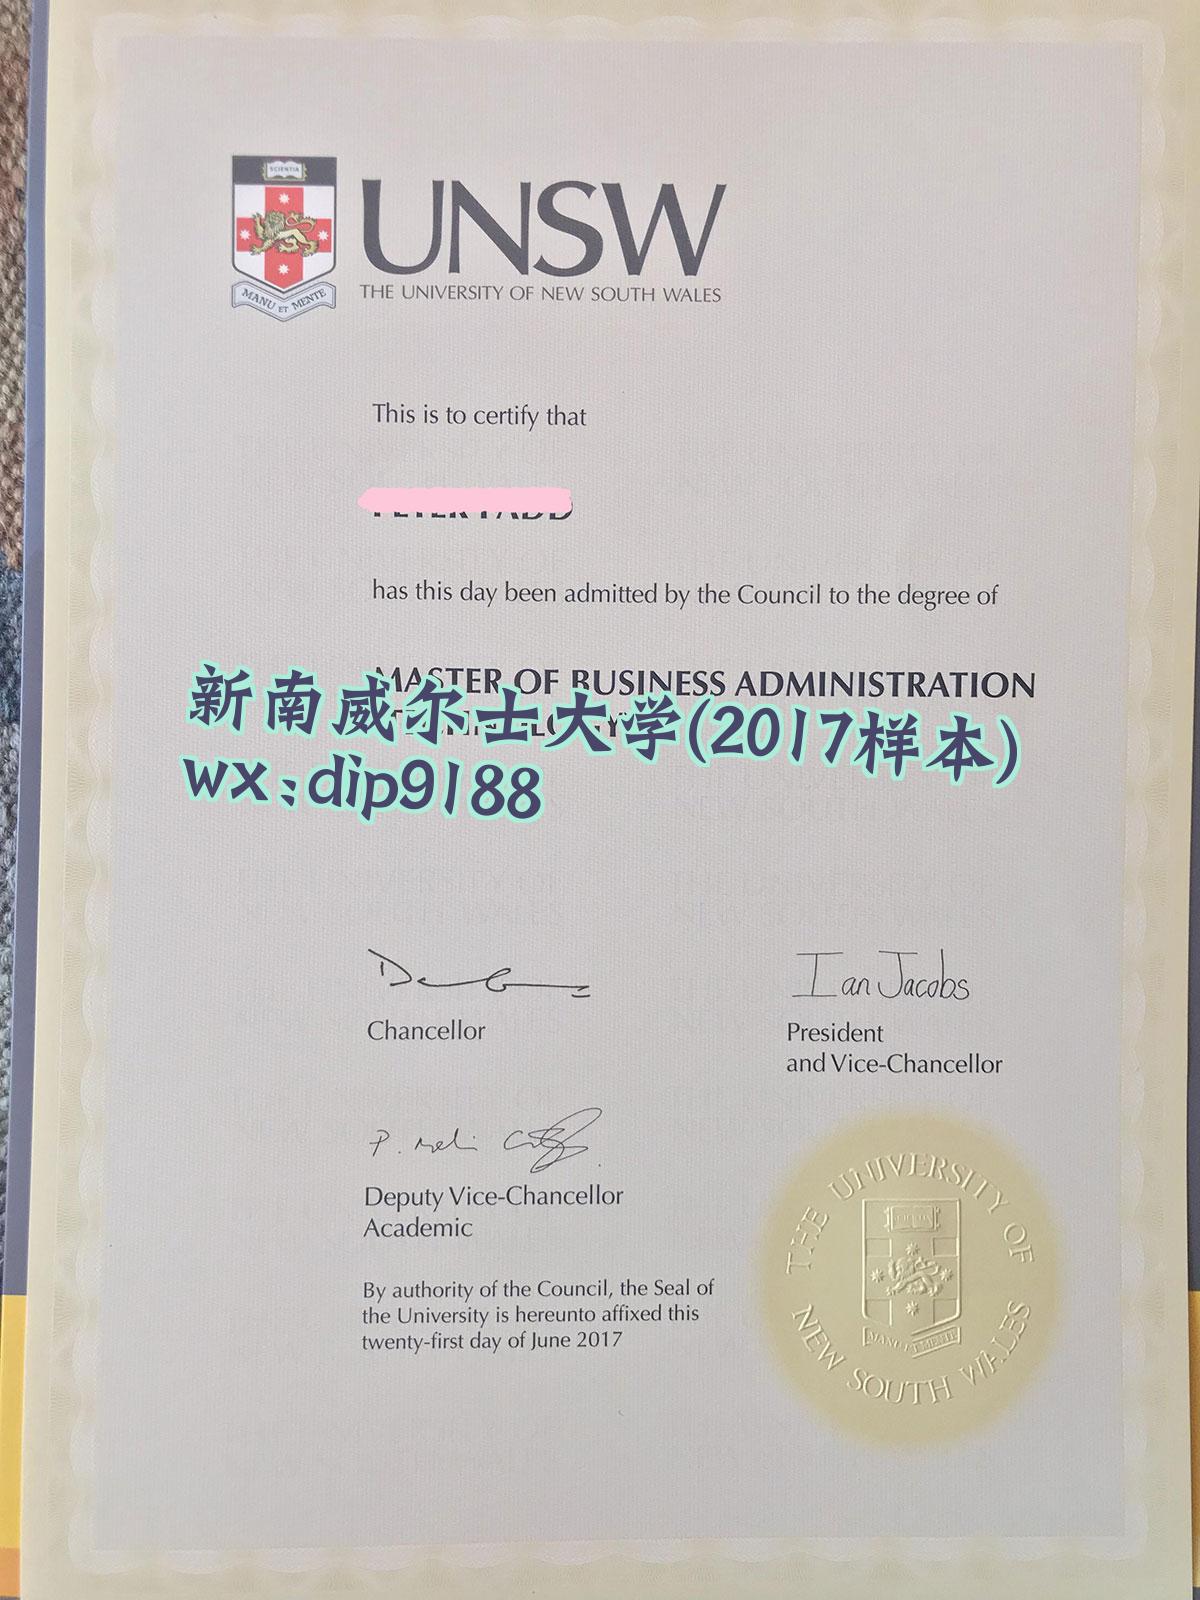 SCIENTIA
MANU ET MENTE
UNSW
THE UNIVERSITY OF NEW SOUTH WALES
This is to certify that
has this day been admitted by the Council to the degree of
MASTER OF BUSINESS ADMINISTRATION
新南威尔士大学(2017样本)
wx:dip9188
Ian Jacobs
Chancellor
President
and Vice-Chancellor
Deputy Vice-Chancellor
Academic
By authority of the Council, the Seal of
the University is hereunto affixed this
twenty-first day of June 2017
THE UNIVERSITY OF
NEW SOUTH WALES
MANU ET MENTE